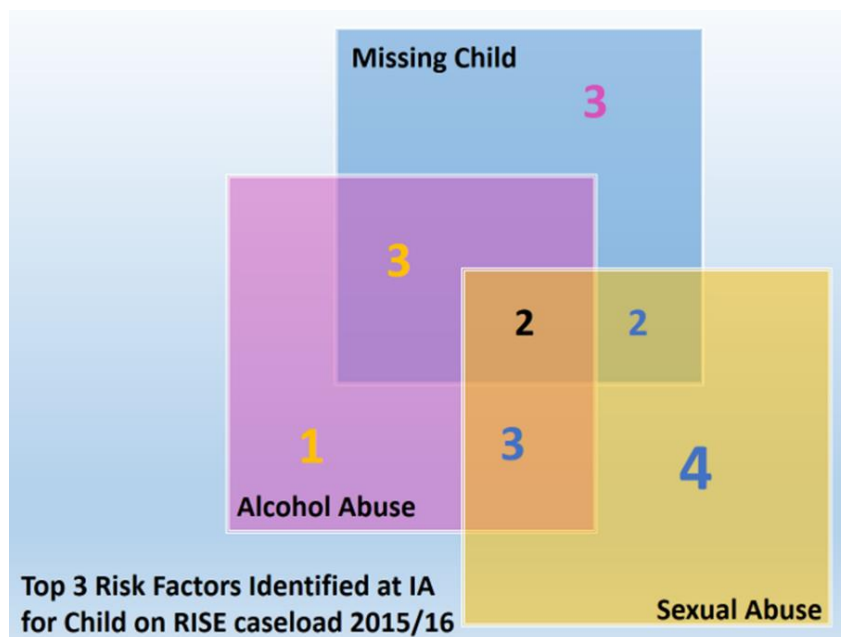 Missing Child
3
3
2
2
1
3
4
Alcohol Abuse
Top 3 Risk Factors Identified at IA
for Child on RISE caseload 2015/16
Sexual Abuse